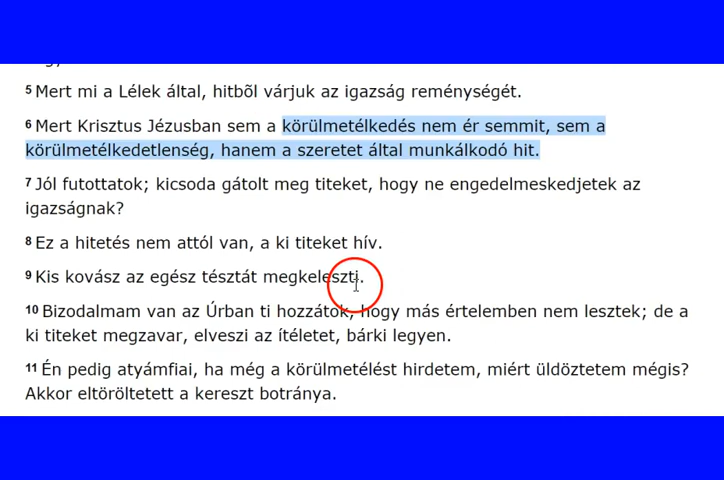 5 Mert mi a Lélek által, hitbõl várjuk az igazság reménységét.
6 Mert Krisztus Jézusban sem a körülmetélkedés nem ér semmit, sem a
körülmetélkedetlenség, hanem a szeretet által munkálkodó hit.
7 Jól futottatok; kicsoda gátolt meg titeket, hogy ne engedelmeskedjetek az
igazságnak?
8 Ez a hitetés nem attól van, a ki titeket hív.
9 Kis kovász az egész tésztát megkeleszti.
10 Bizodalmam van az Úrban ti hozzátok, hogy más értelemben nem lesztek; de a
ki titeket megzavar, elveszi az ítéletet, bárki legyen.
11 Én pedig atyámfiai, ha még a körülmetélést hirdetem, miért üldöztetem mégis?
Akkor eltöröltetett a kereszt botránya.